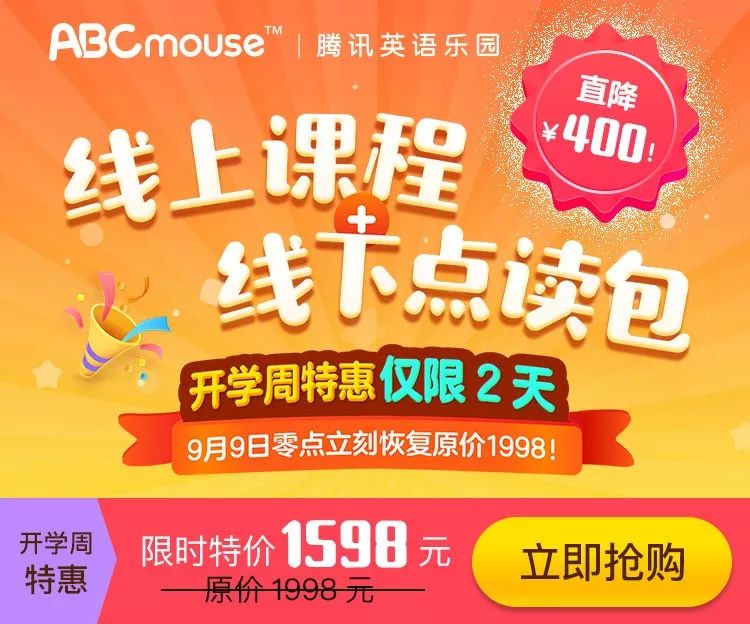 ABCmouse™ | 腾讯英语乐园
直降
¥400!
线上课程
+
线下点读包
开学周特惠 仅限2天
9月9日零点立刻恢复原价1998!
开学周
特惠
限时特价1598元
原价1998元
立即抢购